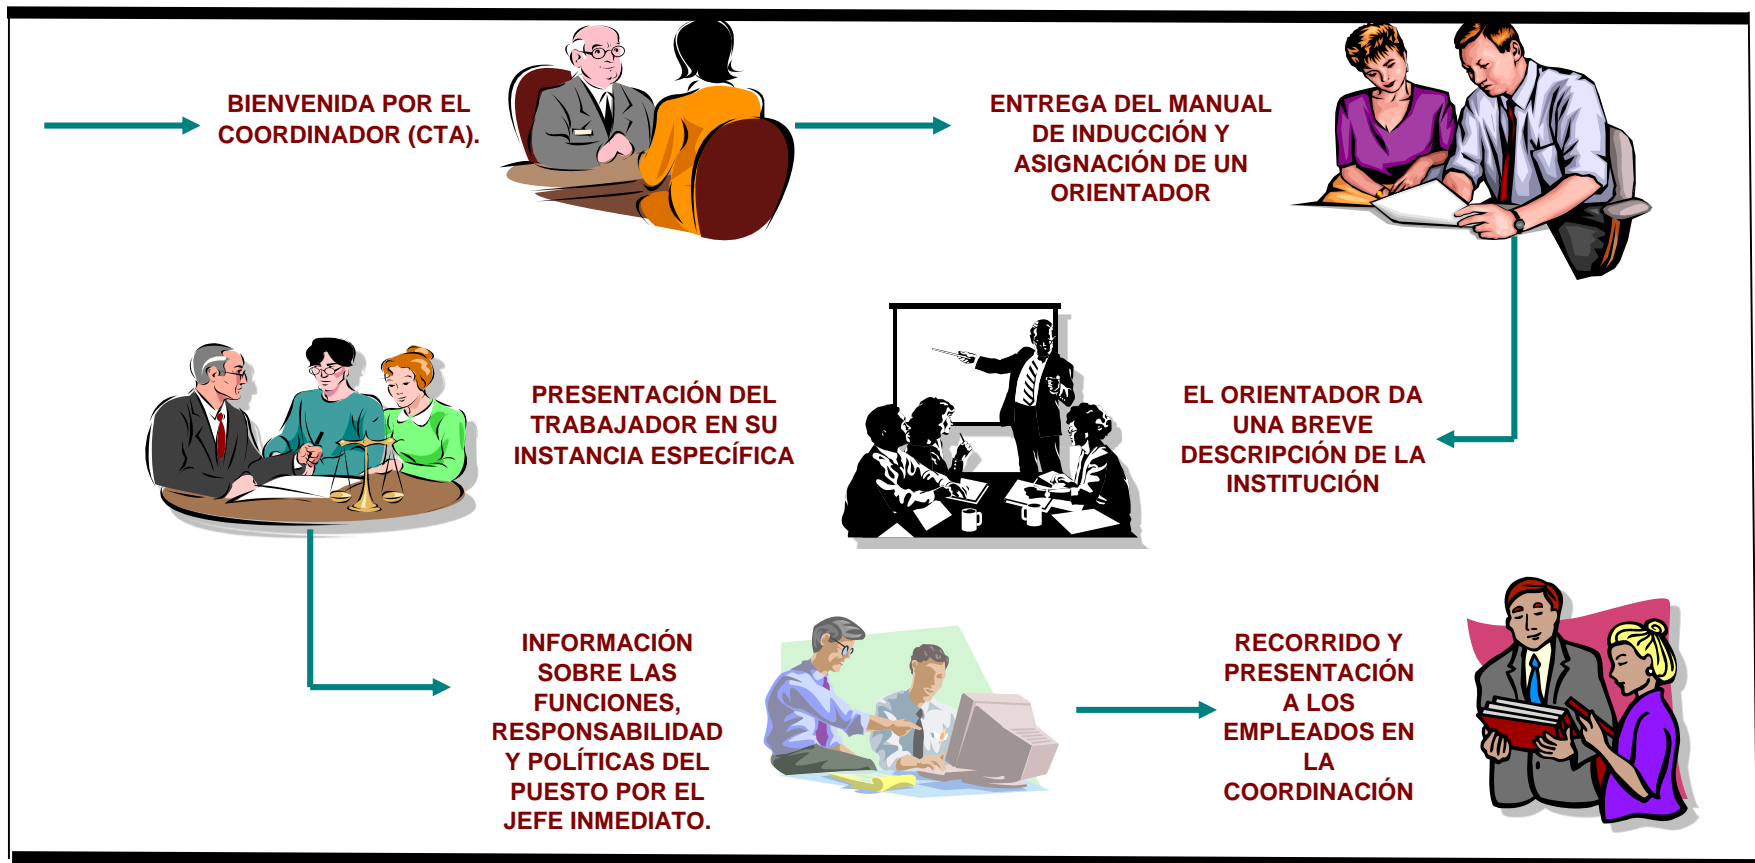 BIENVENIDA POR EL
COORDINADOR (CTA).
ENTREGA DEL MANUAL
DE INDUCCIÓN Y
ASIGNACIÓN DE UN
ORIENTADOR
EL ORIENTADOR DA
UNA BREVE
DESCRIPCIÓN DE LA
INSTITUCIÓN
PRESENTACIÓN DEL
TRABAJADOR EN SU
INSTANCIA ESPECÍFICA
INFORMACIÓN
SOBRE LAS
FUNCIONES,
RESPONSABILIDAD
Y POLÍTICAS DEL
PUESTO POR EL
JEFE INMEDIATO.
RECORRIDO Y
PRESENTACIÓN
A LOS
EMPLEADOS EN
LA
COORDINACIÓN